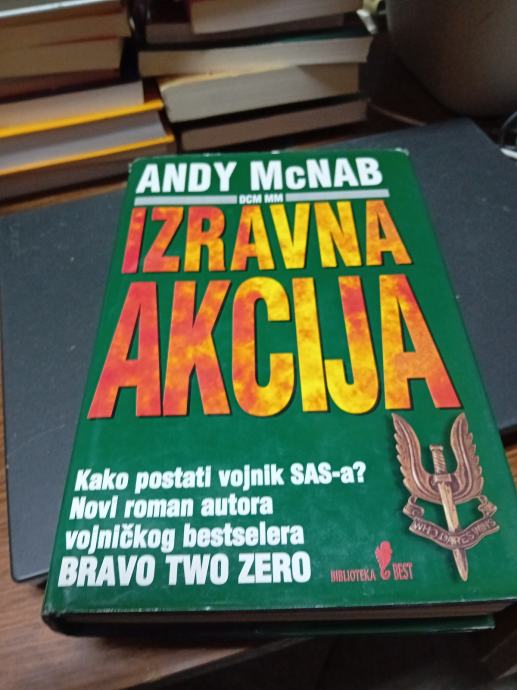 ANDY McNAB
DCM MM
IZRAVNA
AKCIJA
Kako postati vojnik SAS-a?
Novi roman autora
vojničkog bestselera
BRAVO TWO ZERO
WHO DARES WINS
BIBLIOTEKA BEST